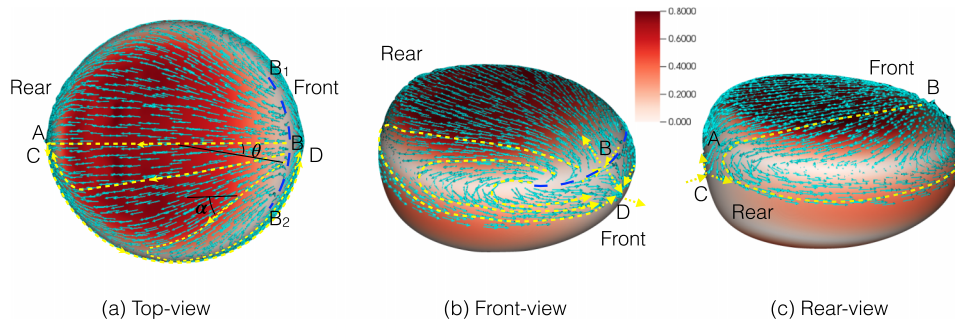 0.8000
0.6000
0.4000
0.2000
0.000
Rear
Front
A
C
B₁
B
D
B₂
θ
α
Rear
B
D
Front
Front
B
A
C
Rear
(a) Top-view
(b) Front-view
(c) Rear-view